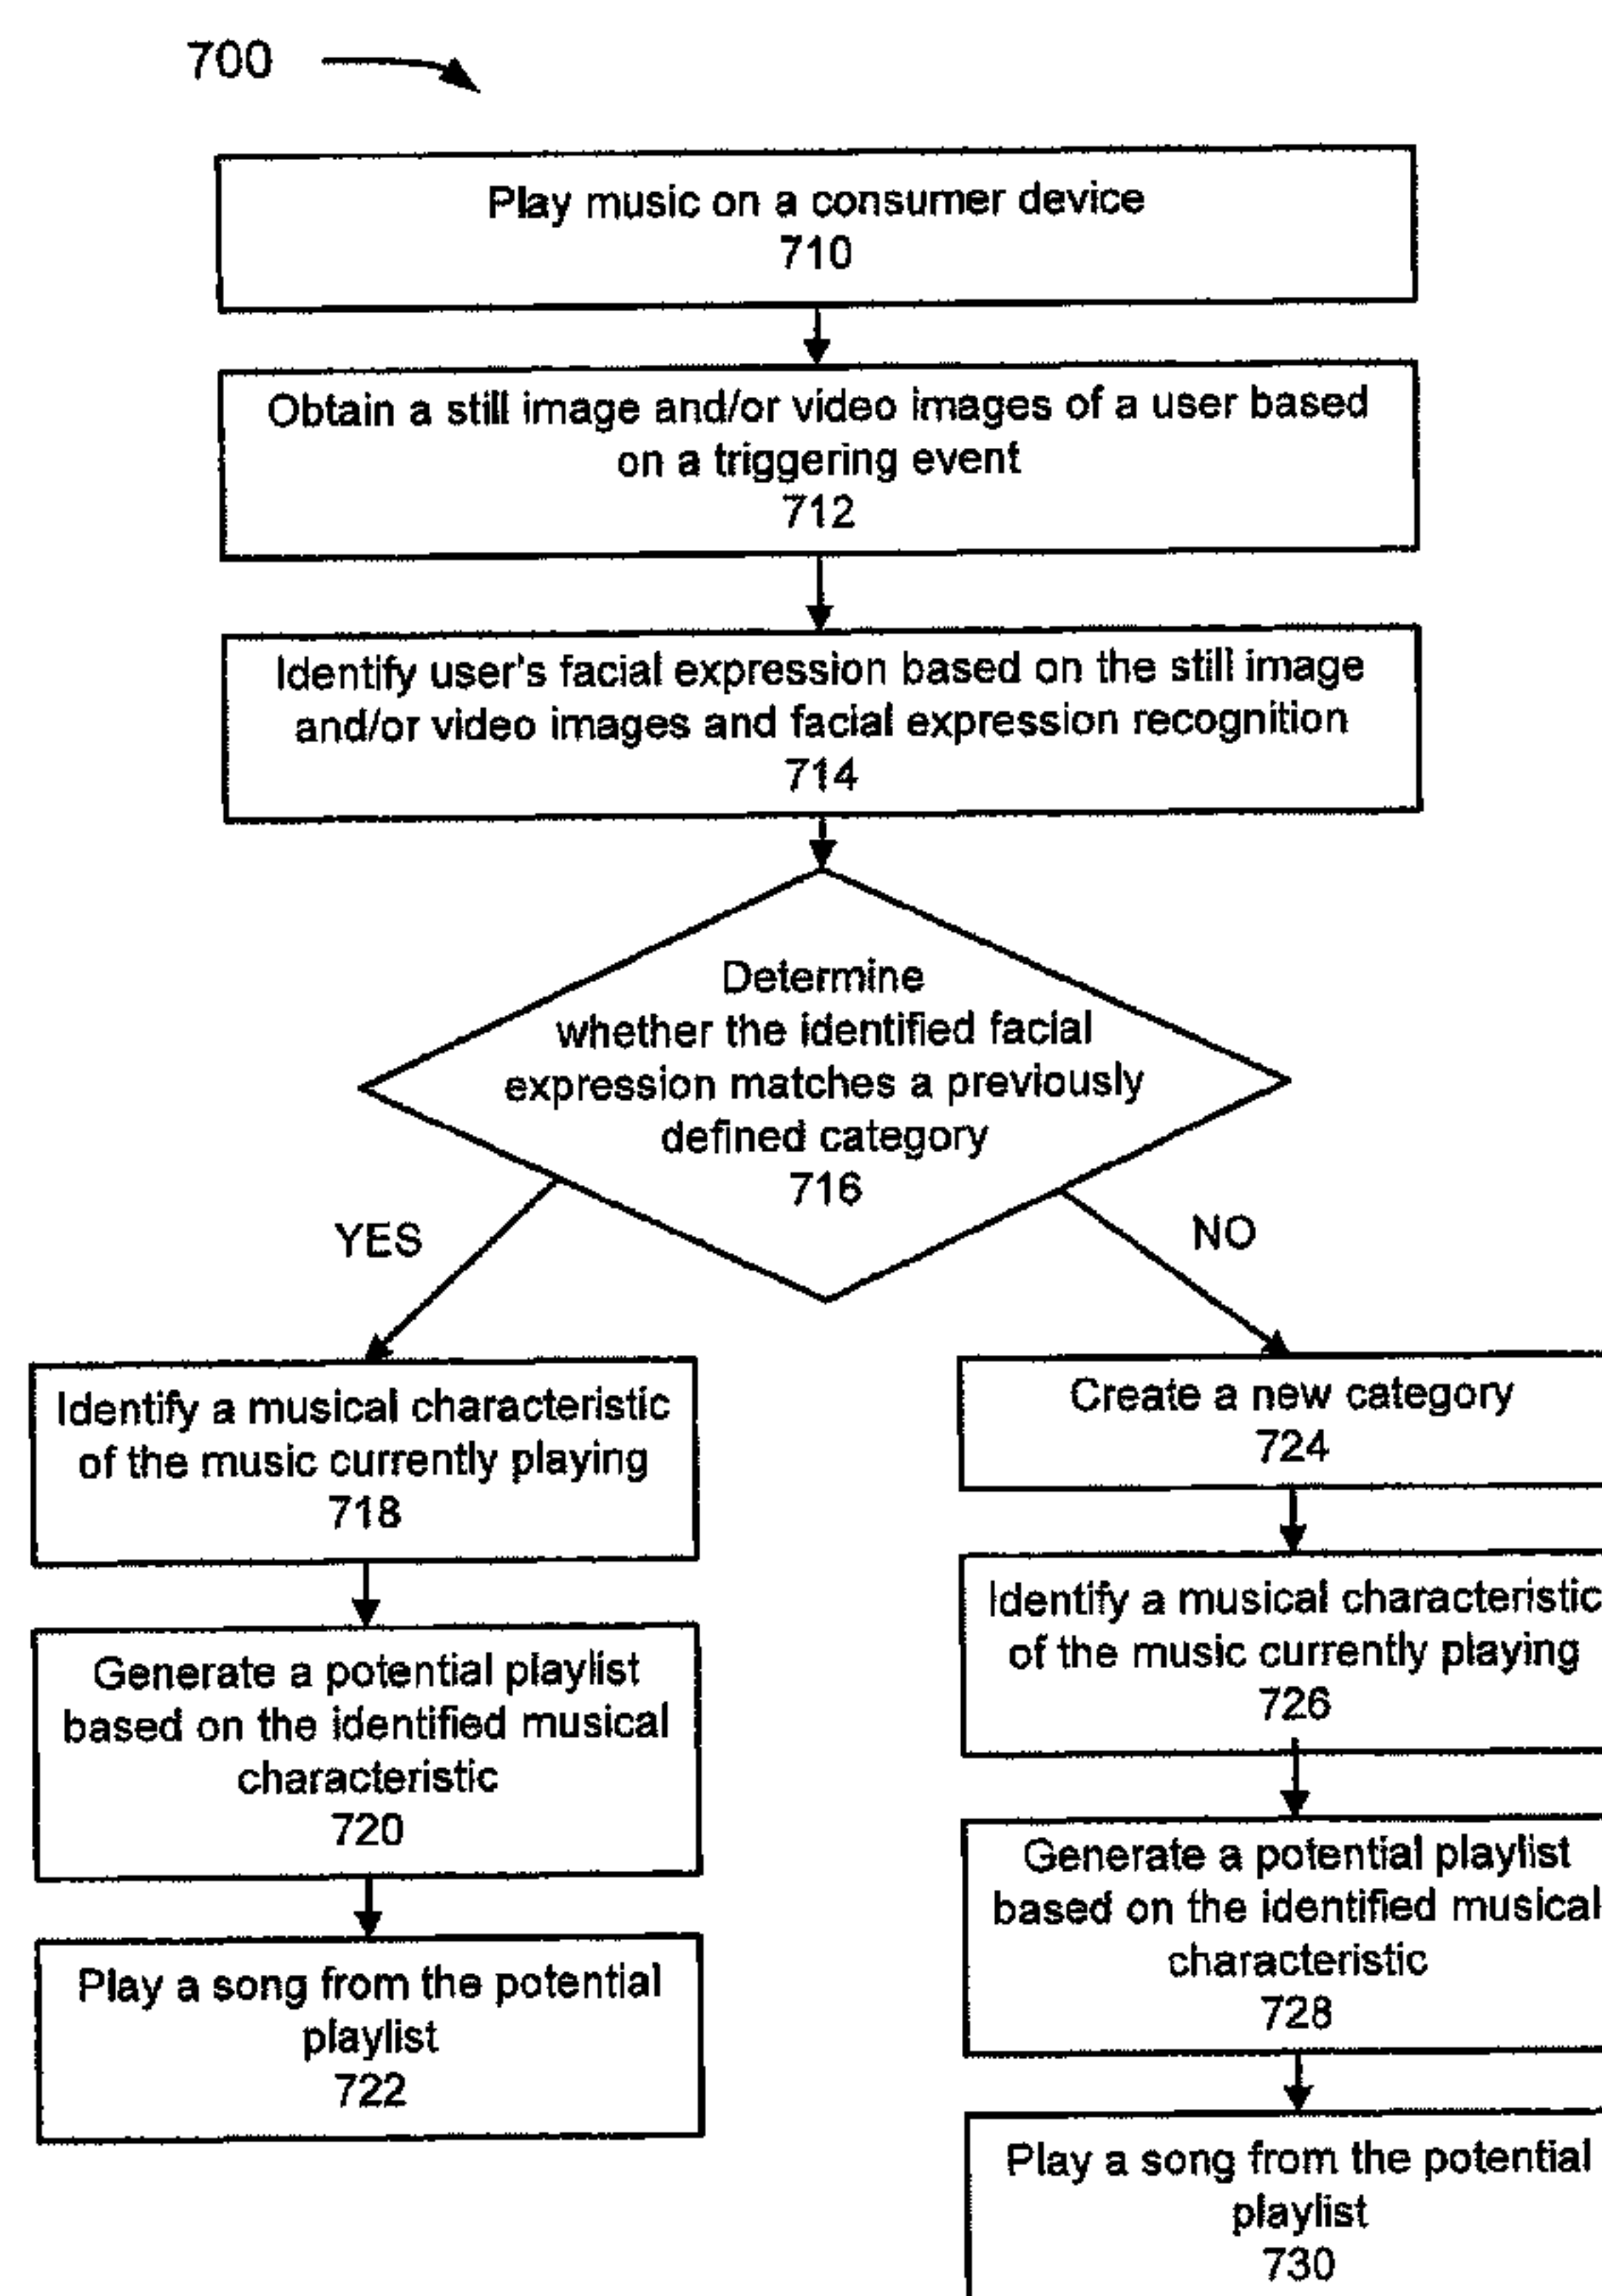 700
Play music on a consumer device
710
Obtain a still image and/or video images of a user based
on a triggering event
712
Identify user's facial expression based on the still image
and/or video images and facial expression recognition
714
Determine
whether the identified facial
expression matches a previously
defined category
716
YES
NO
Identify a musical characteristic
of the music currently playing
718
Generate a potential playlist
based on the identified musical
characteristic
720
Play a song from the potential
playlist
722
Create a new category
724
Identify a musical characteristic
of the music currently playing
726
Generate a potential playlist
based on the identified musical
characteristic
728
Play a song from the potential
playlist
730